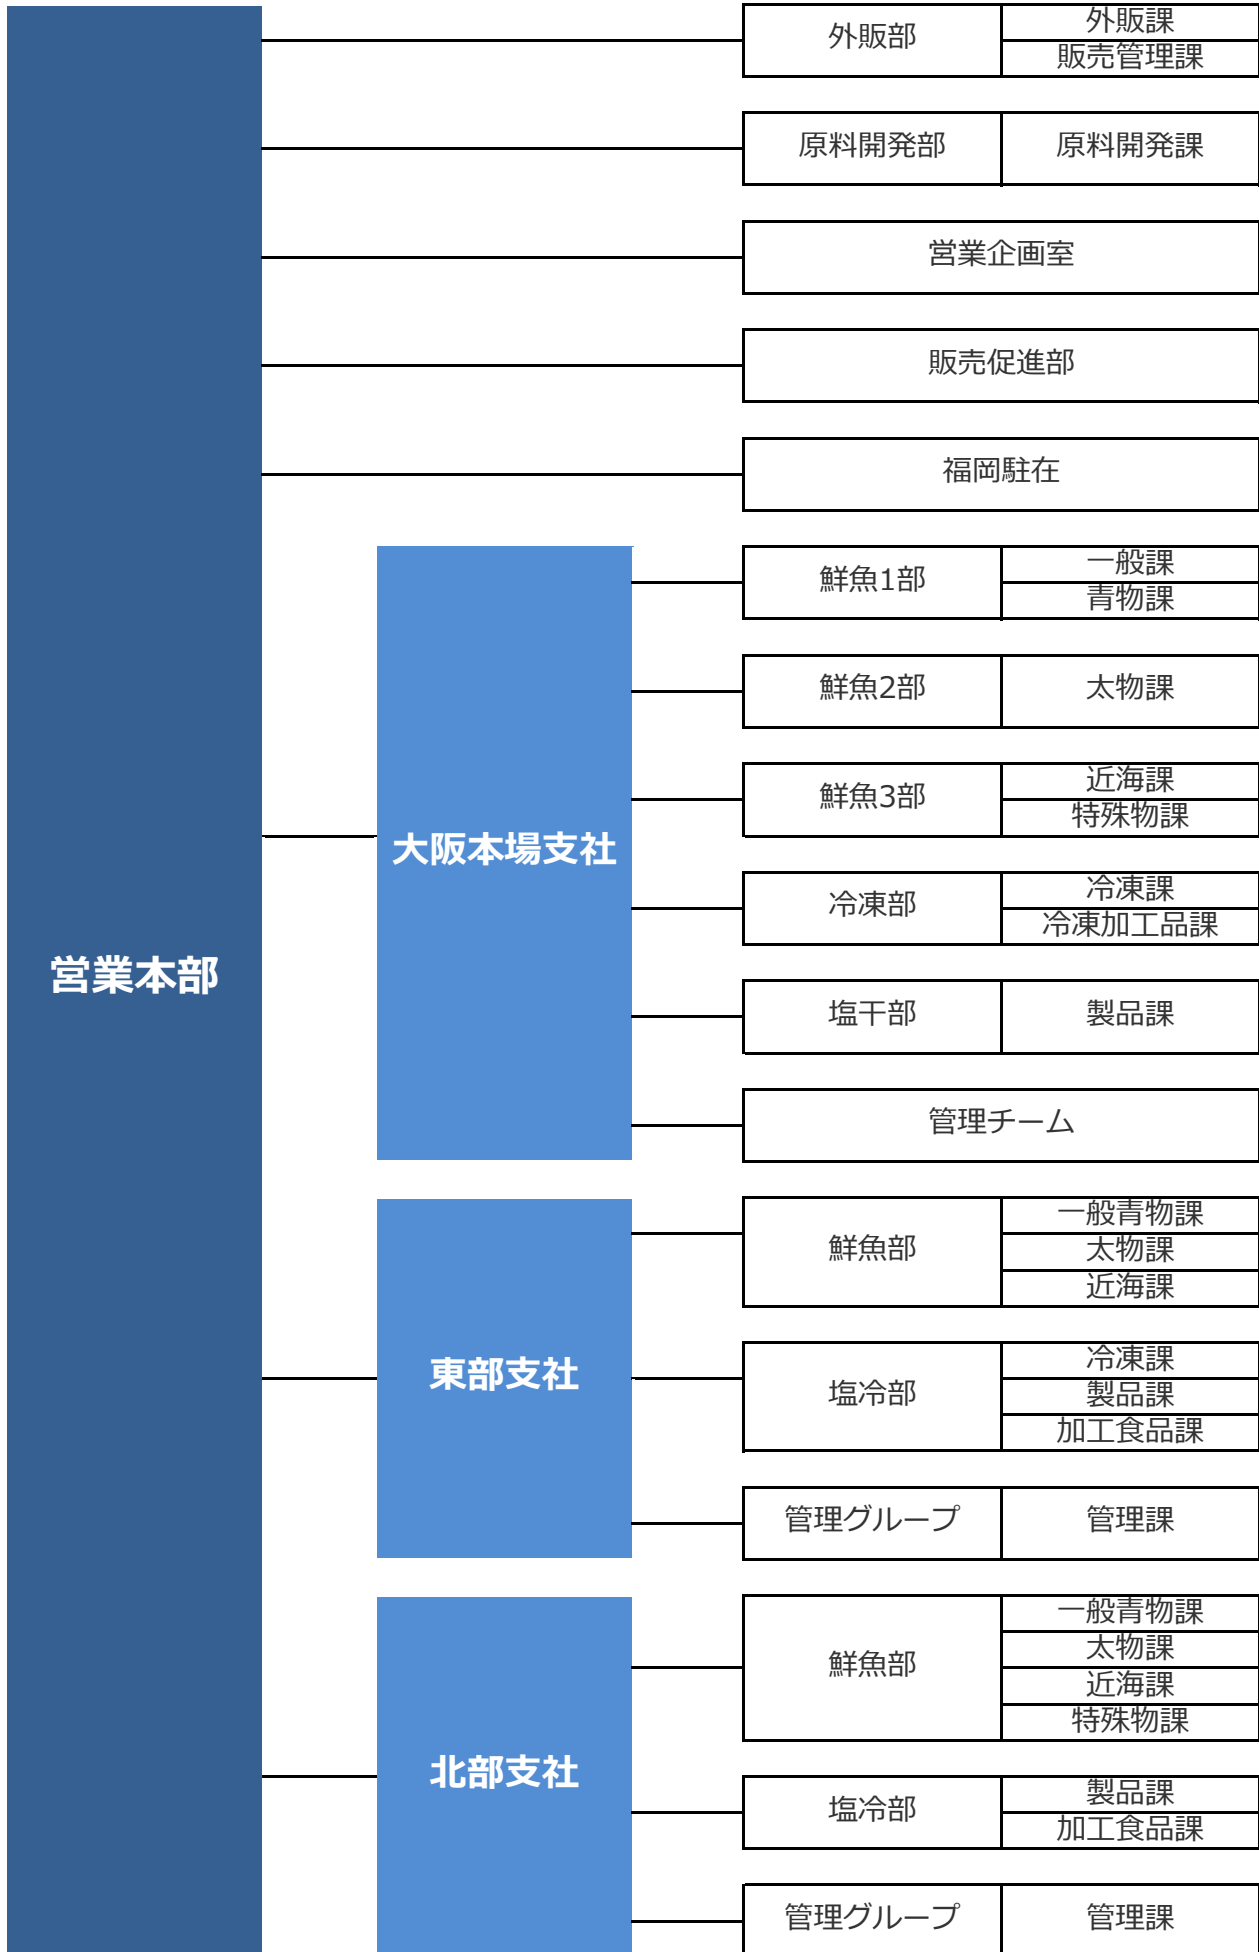 営業本部
外販部
外販課
販売管理課
原料開発部
原料開発課
営業企画室
販売促進部
福岡駐在
大阪本場支社
鮮魚1部
一般課
青物課
鮮魚2部
太物課
鮮魚3部
近海課
特殊物課
冷凍部
冷凍課
冷凍加工品課
塩干部
製品課
管理チーム
東部支社
鮮魚部
一般青物課
太物課
近海課
塩冷部
冷凍課
製品課
加工食品課
管理グループ
管理課
北部支社
鮮魚部
一般青物課
太物課
近海課
特殊物課
塩冷部
製品課
加工食品課
管理グループ
管理課